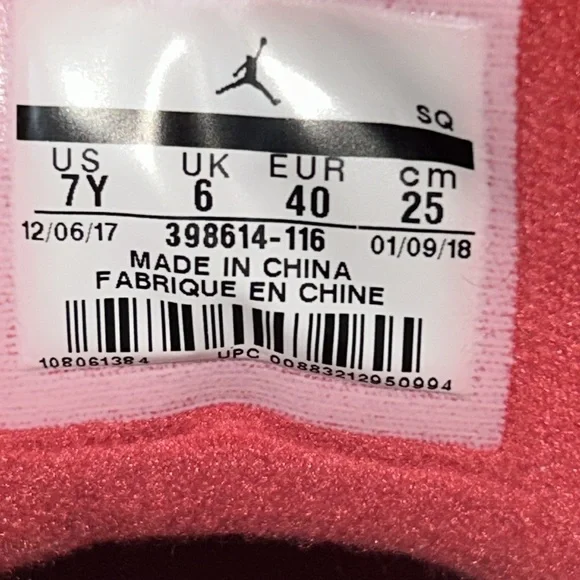 SQ
US UK EUR cm
7Y 6 40 25
12/06/17 398614-116 01/09/18
MADE IN CHINA
FABRIQUE EN CHINE
108061384 UPC 00883212950994